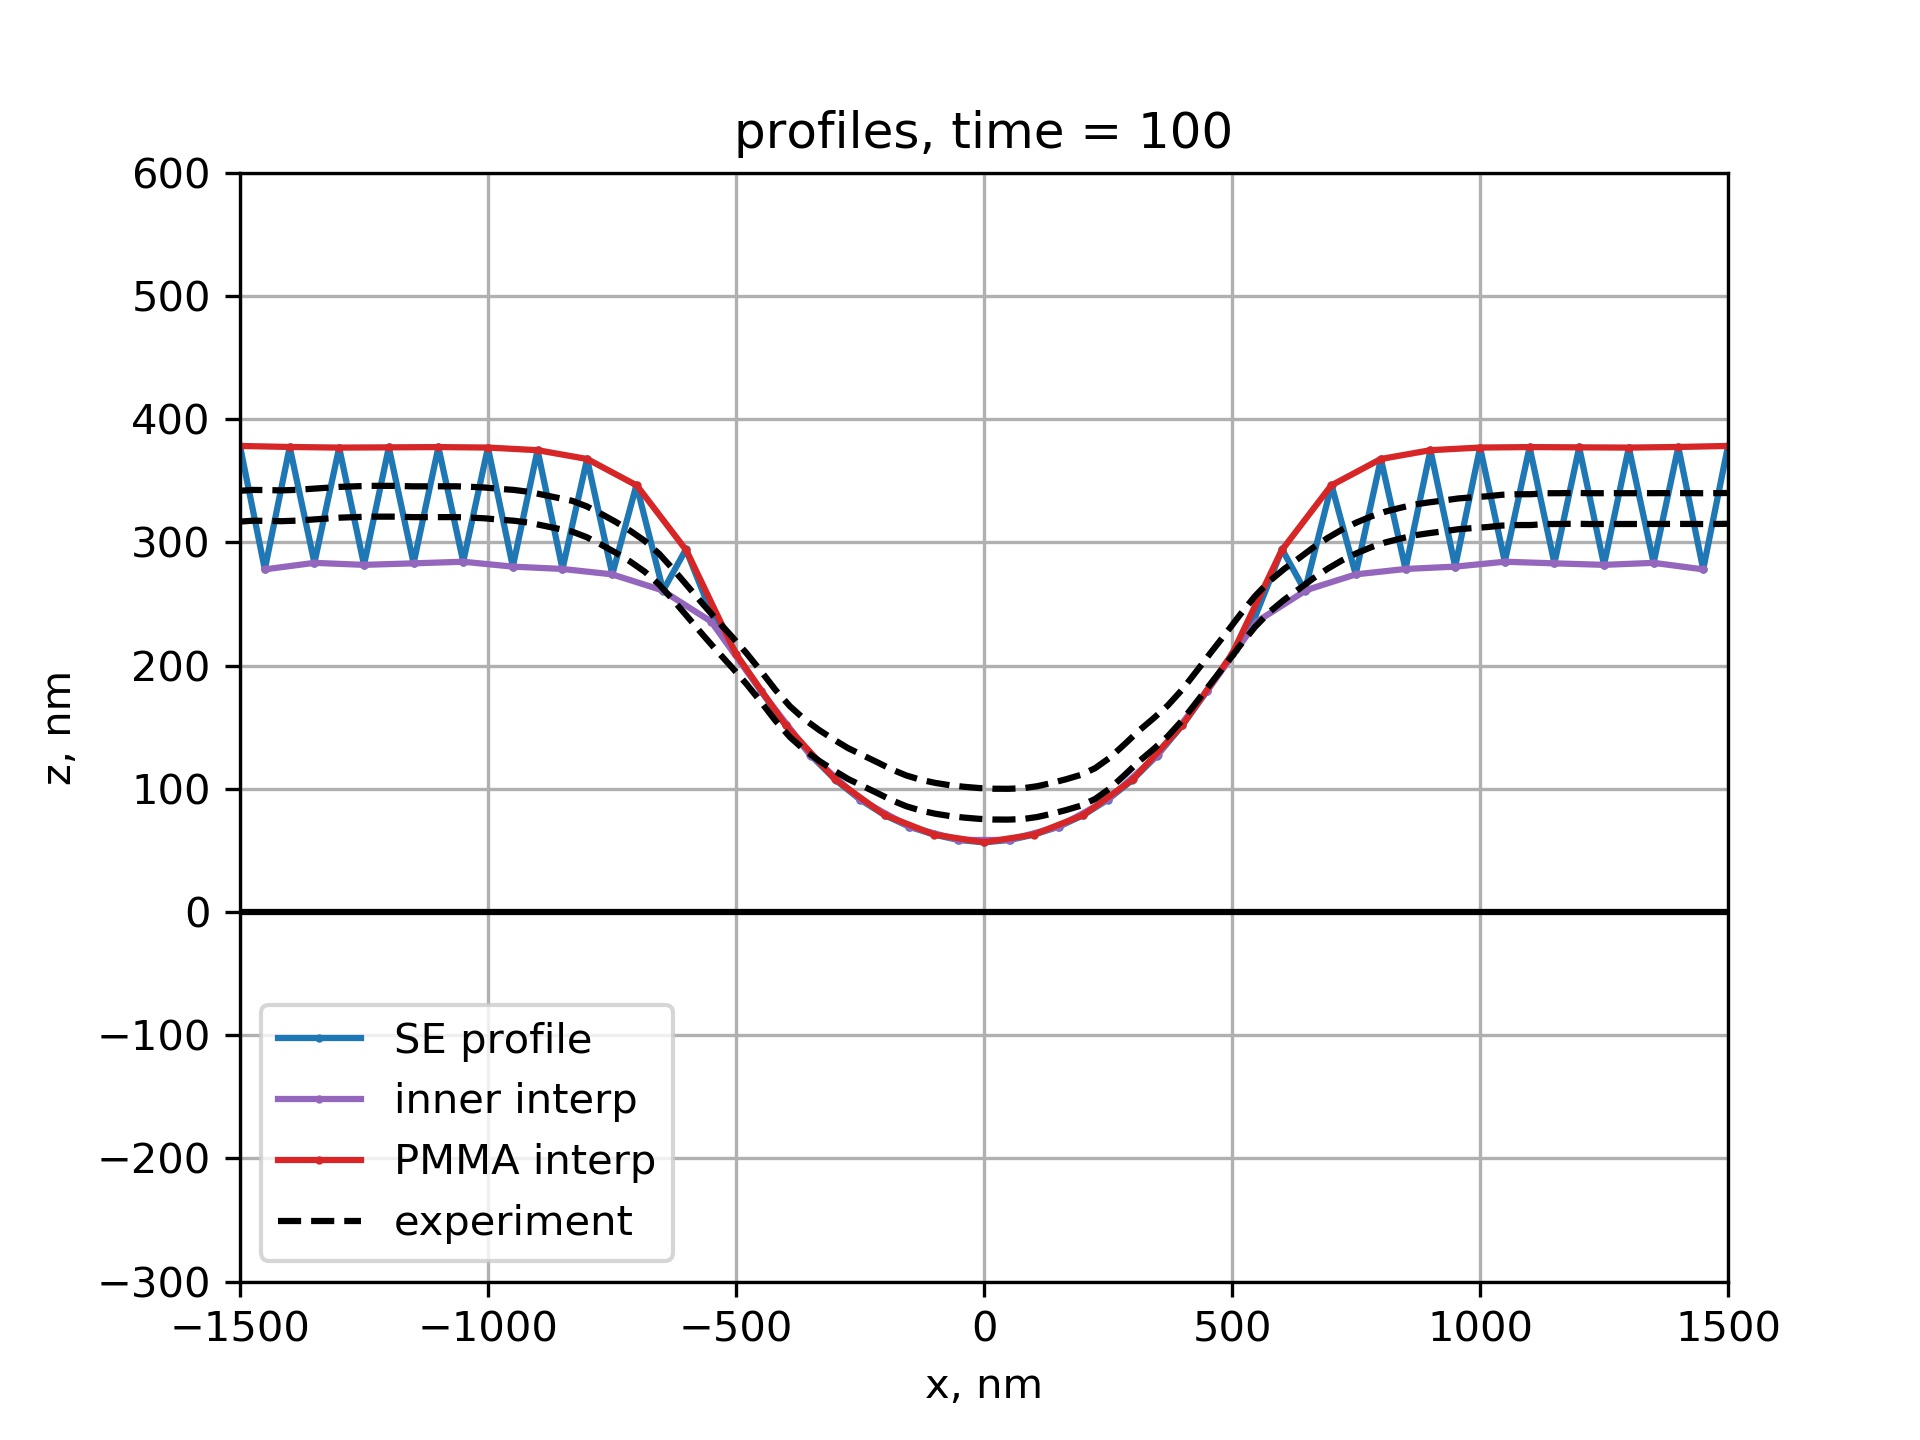 profiles, time = 100
600
500
400
300
200
100
0
−100
−200
−300
z, nm
SE profile
inner interp
PMMA interp
experiment
−1500 −1000 −500 0 500 1000 1500
x, nm